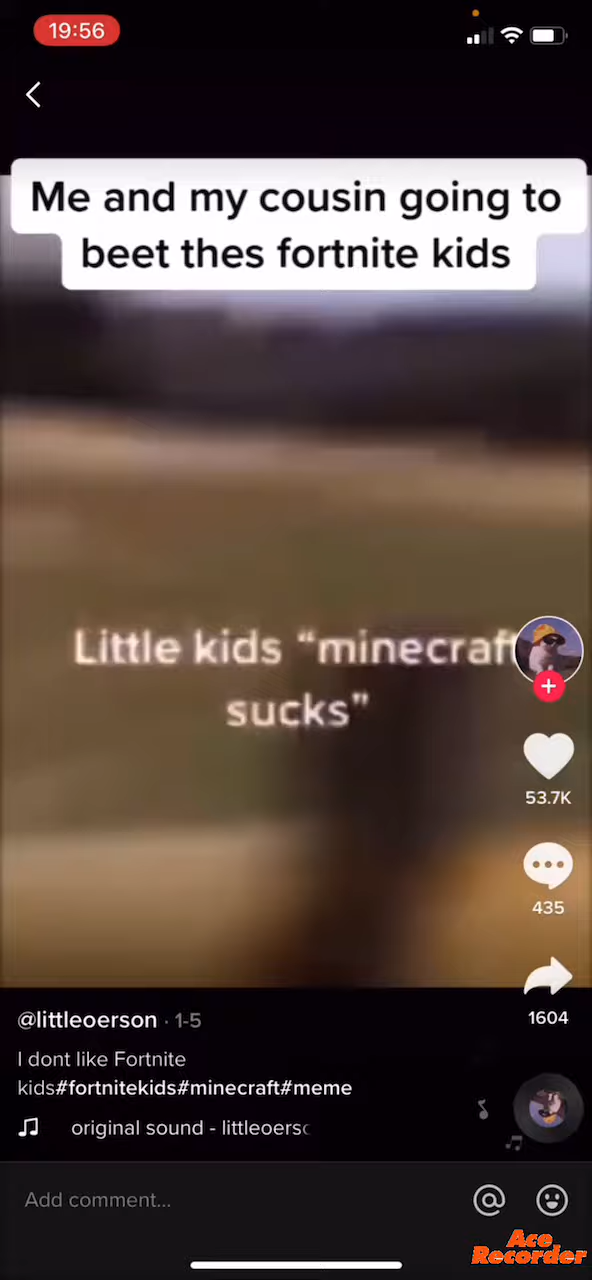 19:56
Me and my cousin going to
beet thes fortnite kids
Little kids “minecraft
sucks”
53.7K
435
1604
@littleoerson · 1-5
I dont like Fortnite
kids#fortnitekids#minecraft#meme
original sound - littleoersc
Add comment...
Ace
Recorder